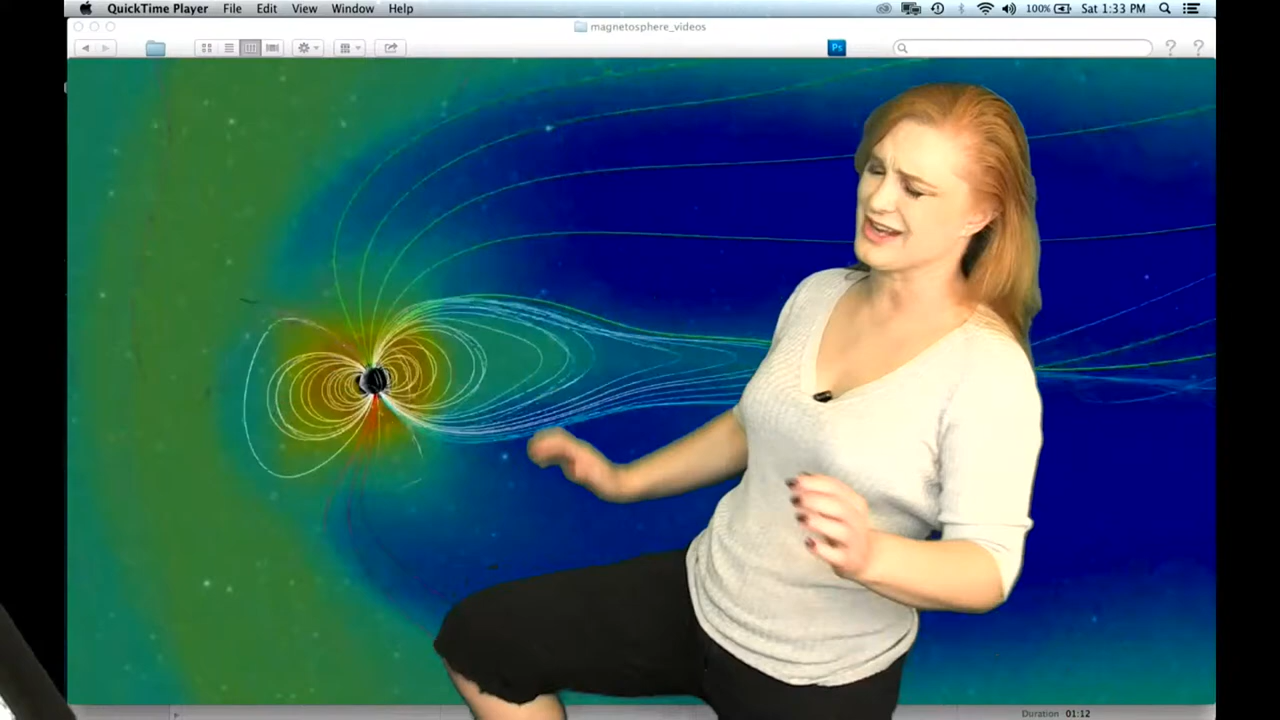 QuickTime Player File Edit View Window Help 100% Sat 1:33 PM
magnetosphere_videos
Ps
? ?
Duration 01:12